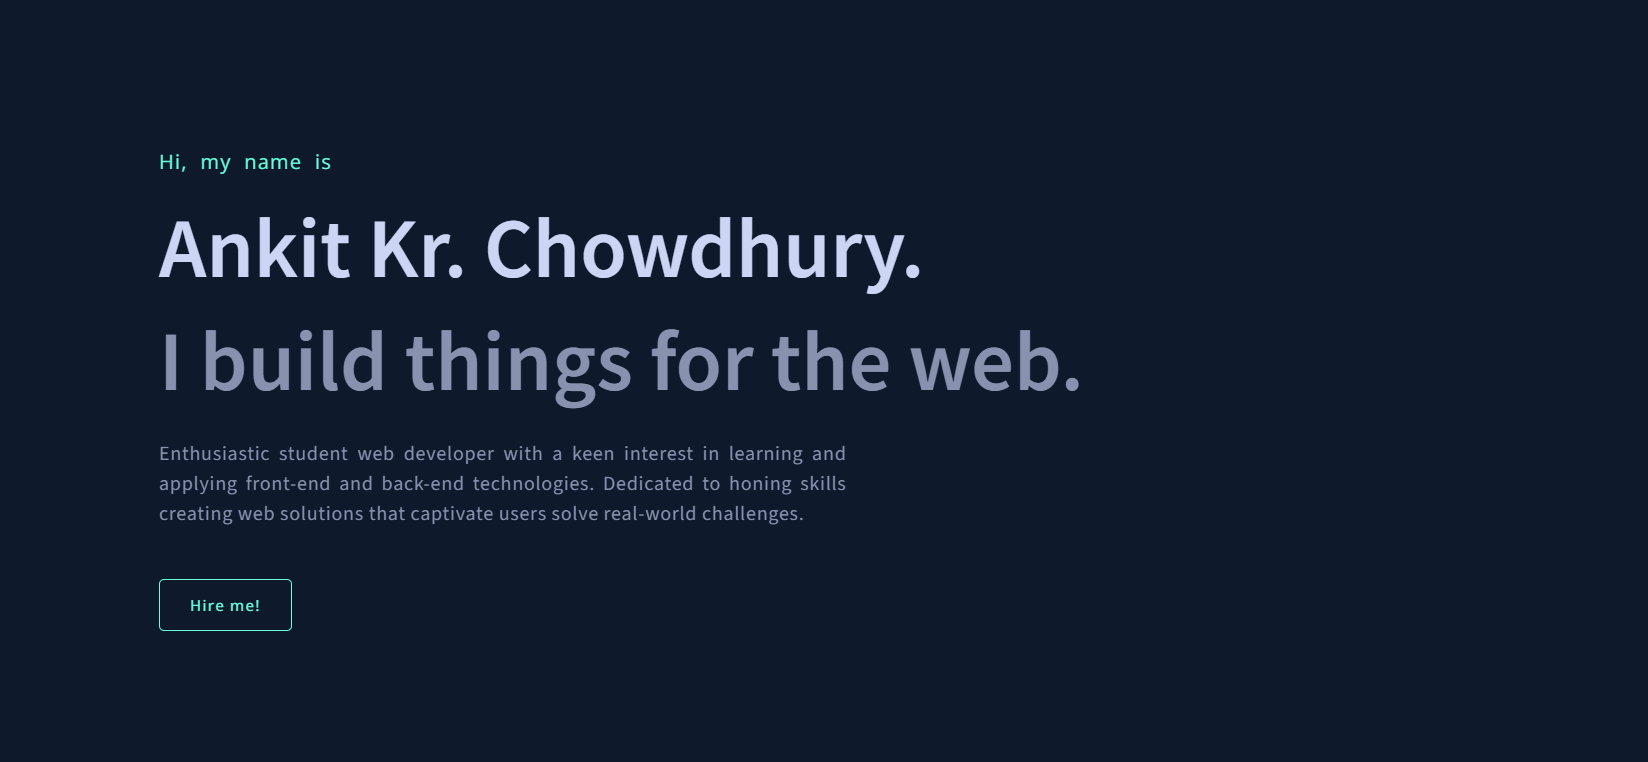 Hi, my name is
Ankit Kr. Chowdhury.
I build things for the web.
Enthusiastic student web developer with a keen interest in learning and
applying front-end and back-end technologies. Dedicated to honing skills
creating web solutions that captivate users solve real-world challenges.
Hire me!